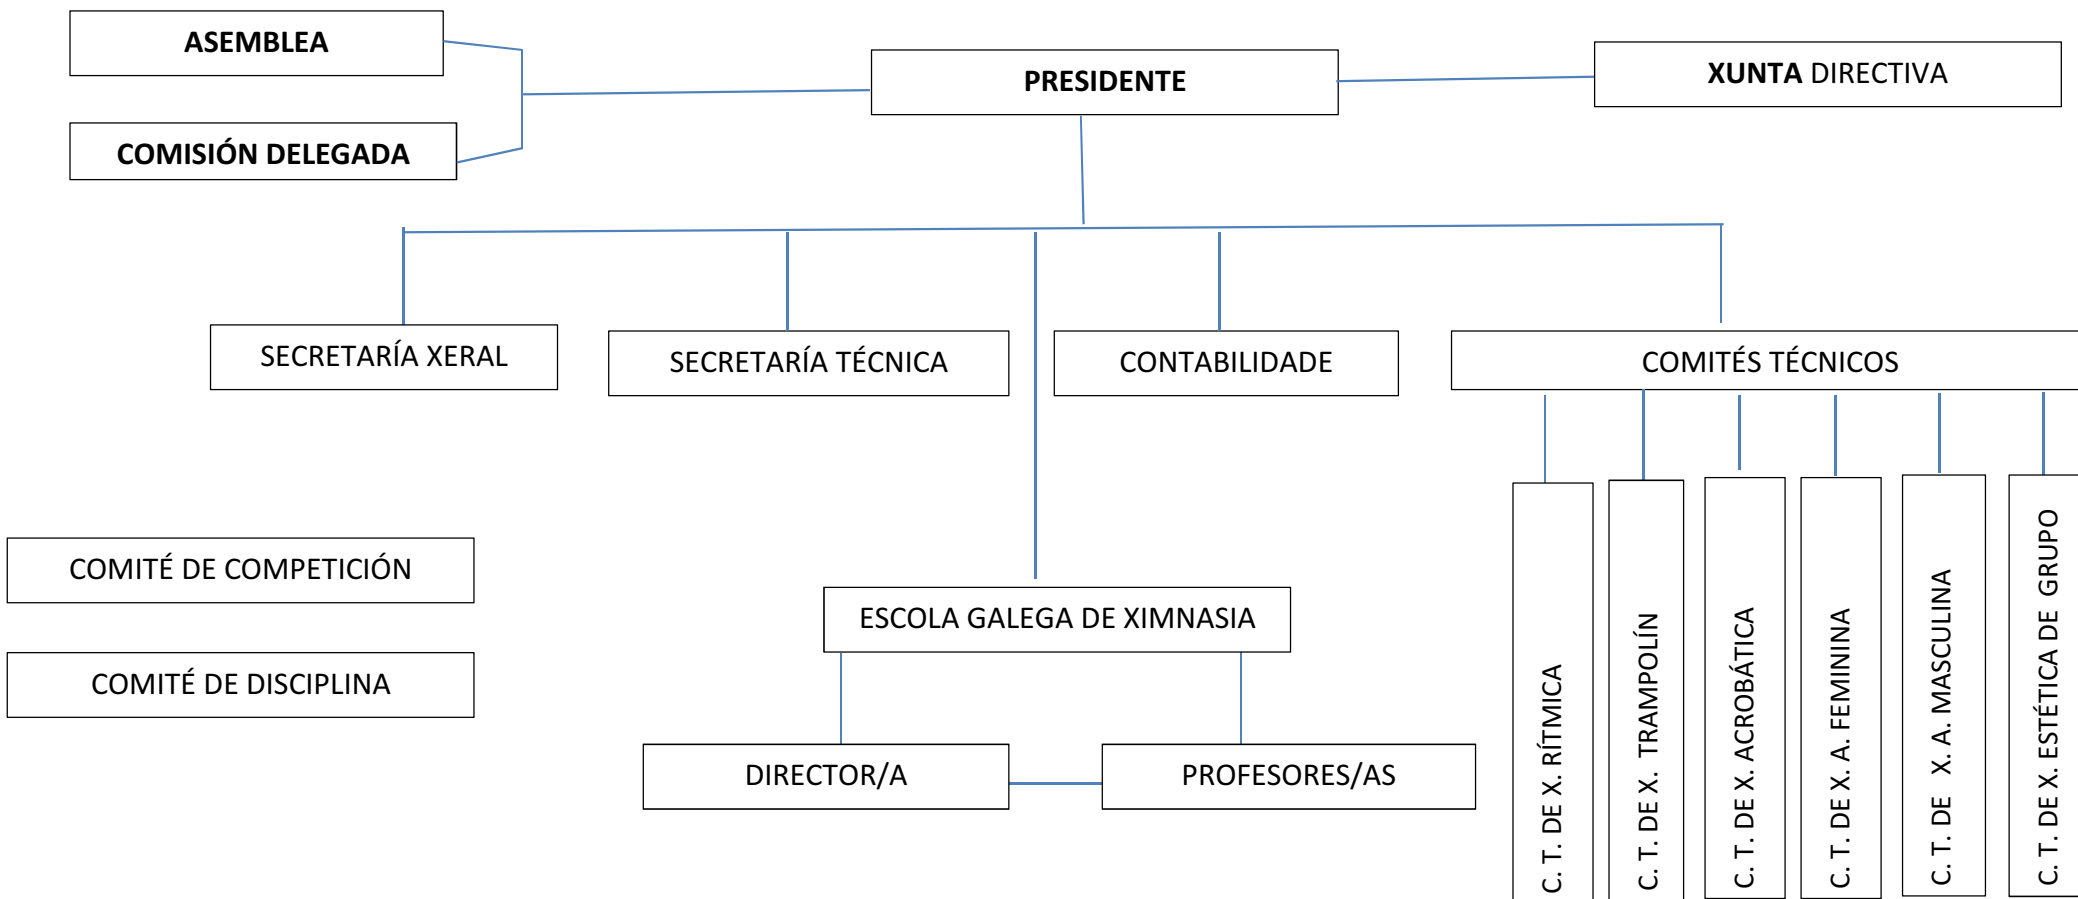 ASEMBLEA
PRESIDENTE
XUNTA DIRECTIVA
COMISIÓN DELEGADA
SECRETARÍA XERAL
SECRETARÍA TÉCNICA
CONTABILIDADE
COMITÉS TÉCNICOS
COMITÉ DE COMPETICIÓN
ESCOLA GALEGA DE XIMNASIA
COMITÉ DE DISCIPLINA
DIRECTOR/A
PROFESORES/AS
C. T. DE X. RÍTMICA
C. T. DE X. TRAMPOLÍN
C. T. DE X. ACROBÁTICA
C. T. DE X. A. FEMININA
C. T. DE X. A. MASCULINA
C. T. DE X. ESTÉTICA DE GRUPO